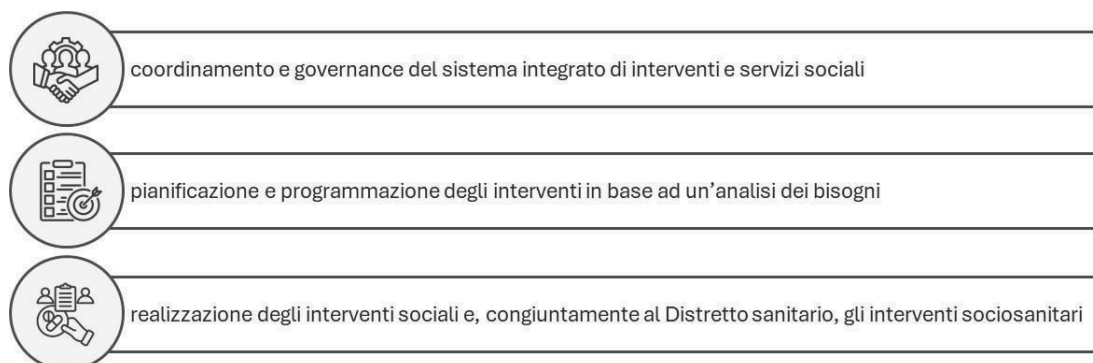 coordinamento e governance del sistema integrato di interventi e servizi sociali
pianificazione e programmazione degli interventi in base ad un'analisi dei bisogni
realizzazione degli interventi sociali e, congiuntamente al Distretto sanitario, gli interventi sociosanitari